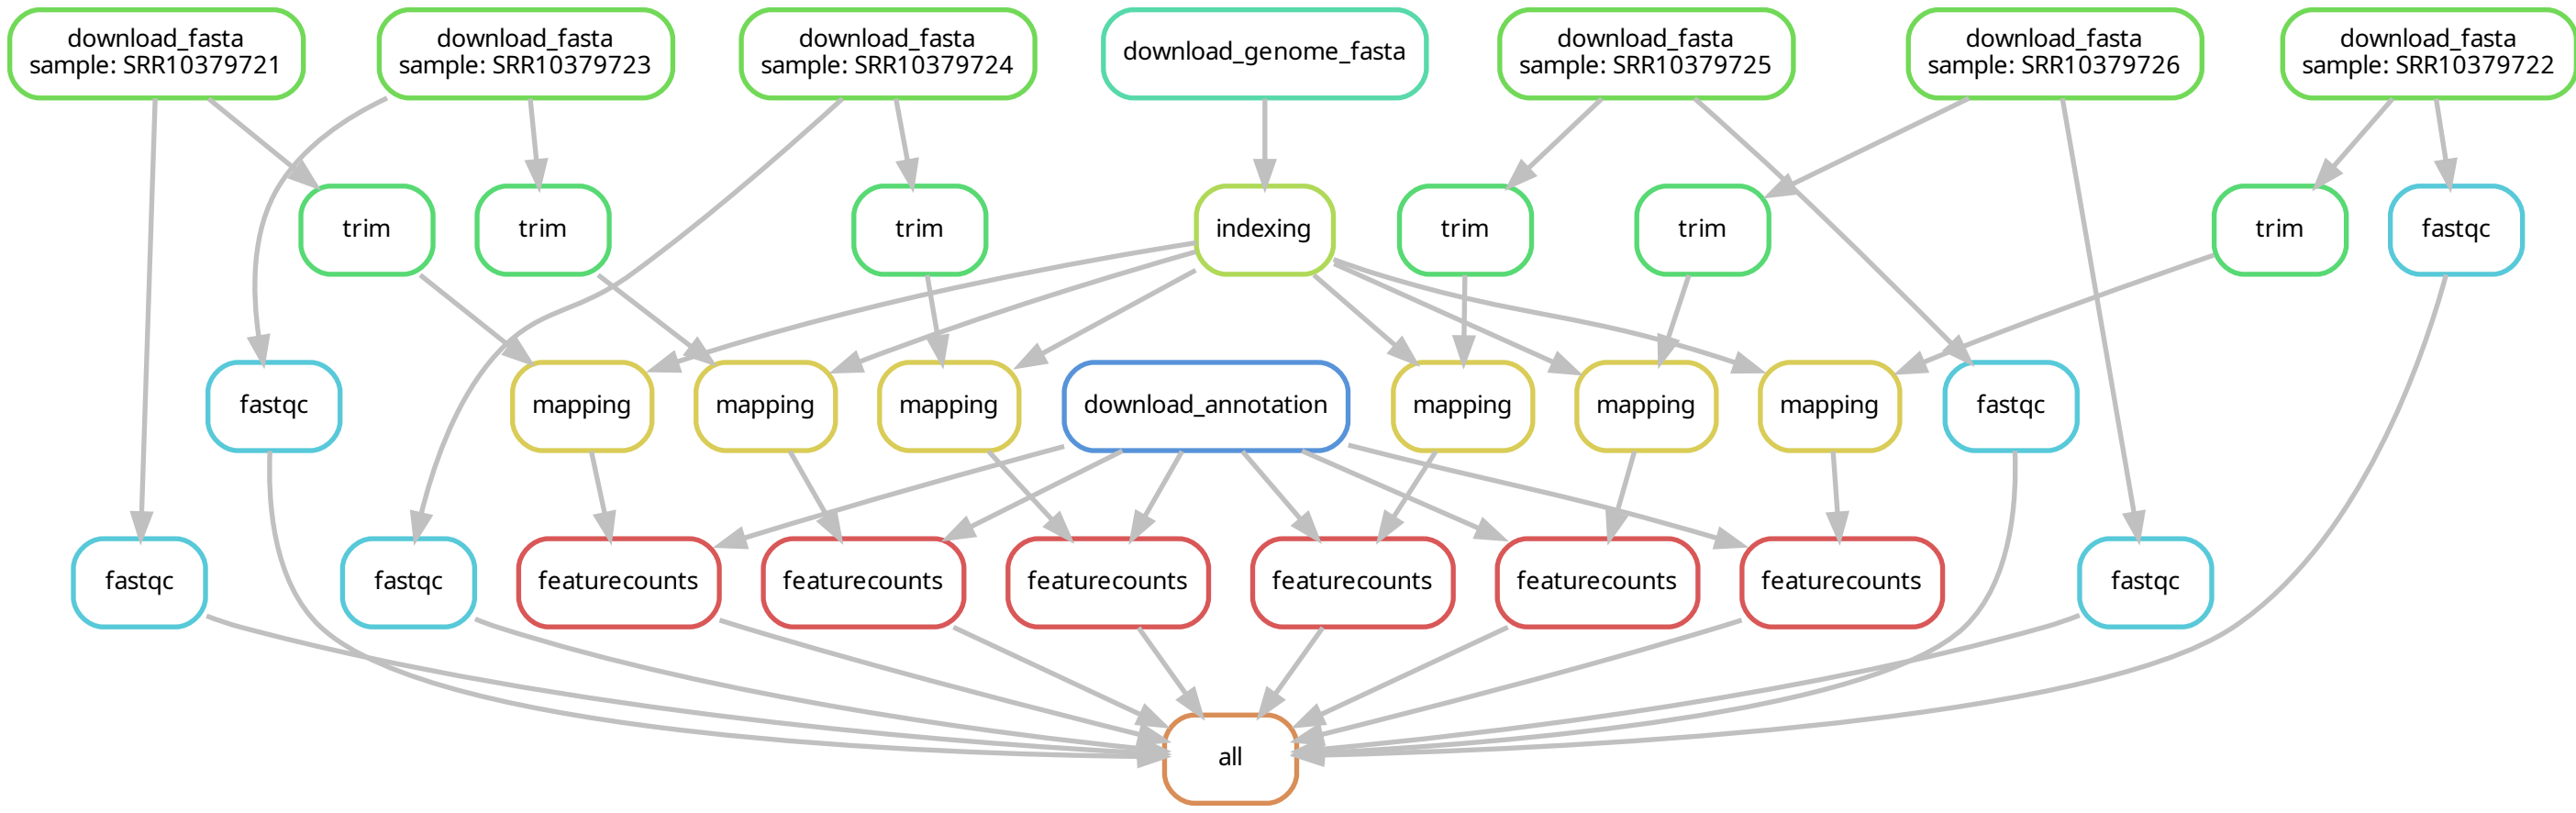 download_fasta
sample: SRR10379721
download_fasta
sample: SRR10379723
download_fasta
sample: SRR10379724
download_genome_fasta
download_fasta
sample: SRR10379725
download_fasta
sample: SRR10379726
download_fasta
sample: SRR10379722
trim
trim
trim
indexing
trim
trim
trim
fastqc
fastqc
mapping
mapping
mapping
download_annotation
mapping
mapping
mapping
fastqc
fastqc
fastqc
featurecounts
featurecounts
featurecounts
featurecounts
featurecounts
featurecounts
fastqc
all